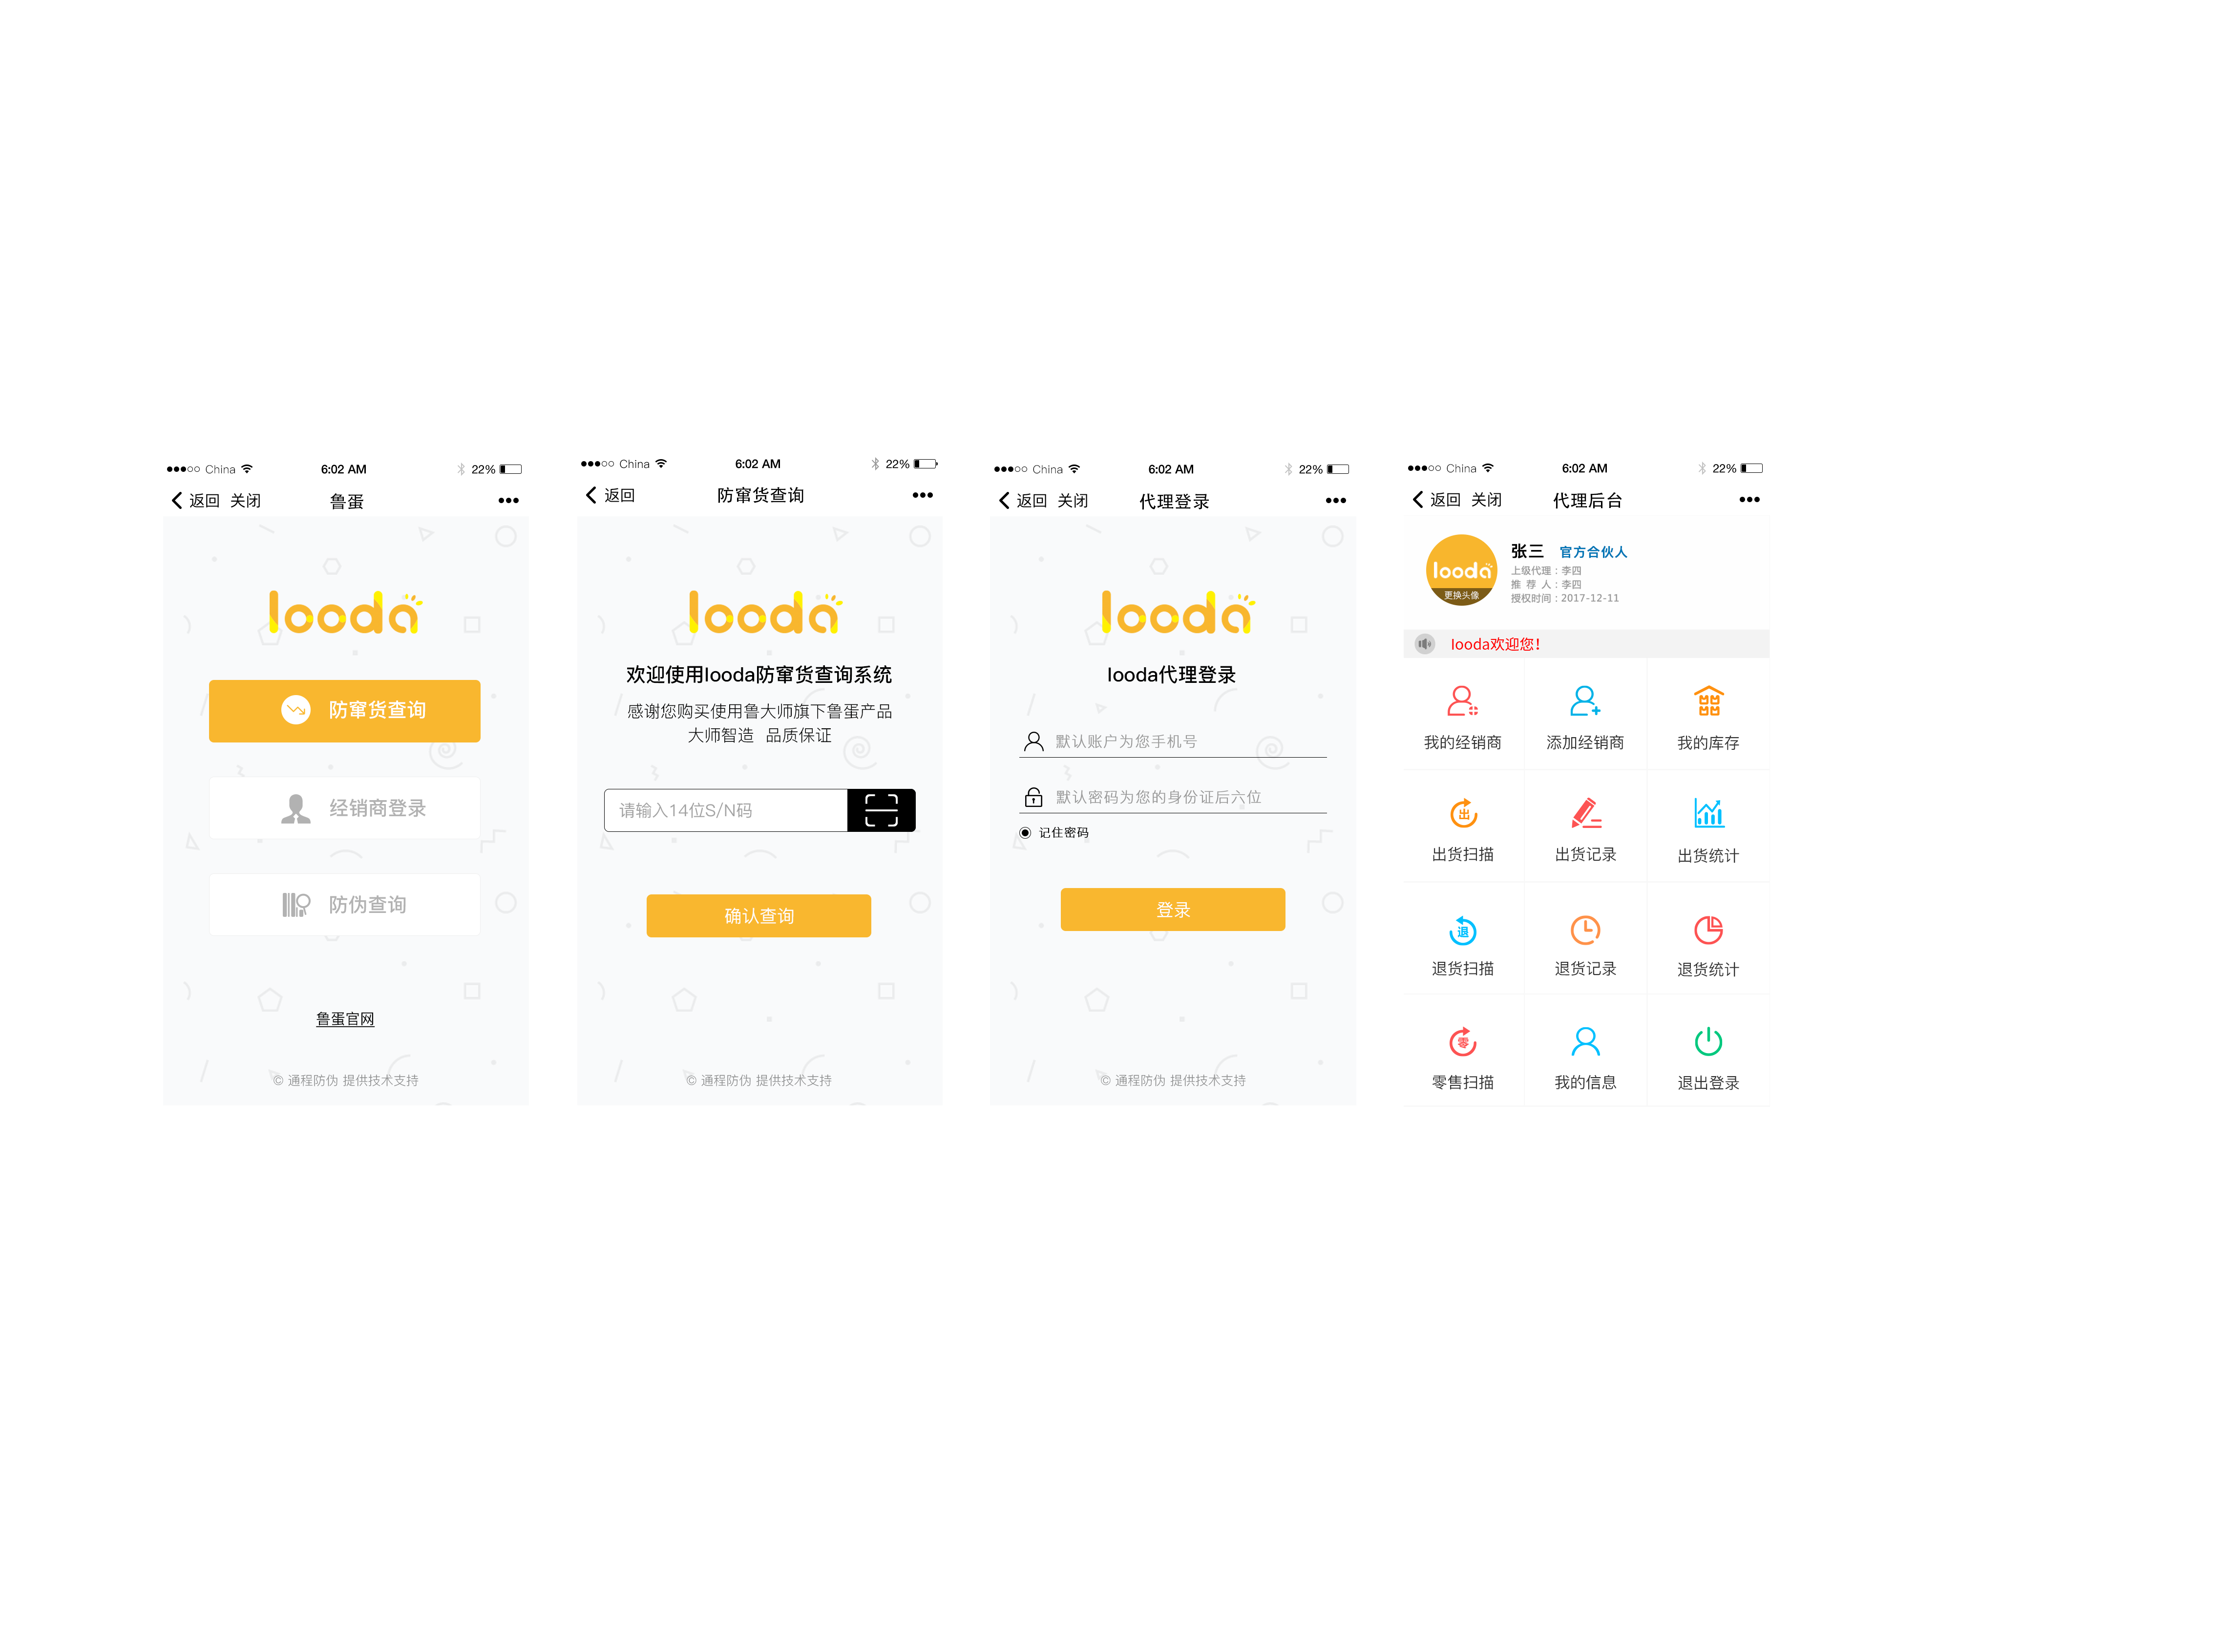 China 6:02 AM 22%
返回 关闭 鲁蛋
looda
防窜货查询
经销商登录
防伪查询
鲁蛋官网
© 通程防伪 提供技术支持
China 6:02 AM 22%
返回 防窜货查询
looda
欢迎使用looda防窜货查询系统
感谢您购买使用鲁大师旗下鲁蛋产品
大师智造 品质保证
请输入14位S/N码
确认查询
© 通程防伪 提供技术支持
China 6:02 AM 22%
返回 关闭 代理登录
looda
looda代理登录
默认账户为您手机号
默认密码为您的身份证后六位
记住密码
登录
© 通程防伪 提供技术支持
China 6:02 AM 22%
返回 关闭 代理后台
looda
更换头像
张三 官方合伙人
上级代理：李四
推 荐 人：李四
授权时间：2017-12-11
looda欢迎您！
我的经销商 添加经销商 我的库存
出
出货扫描 出货记录 出货统计
退
退货扫描 退货记录 退货统计
零
零售扫描 我的信息 退出登录